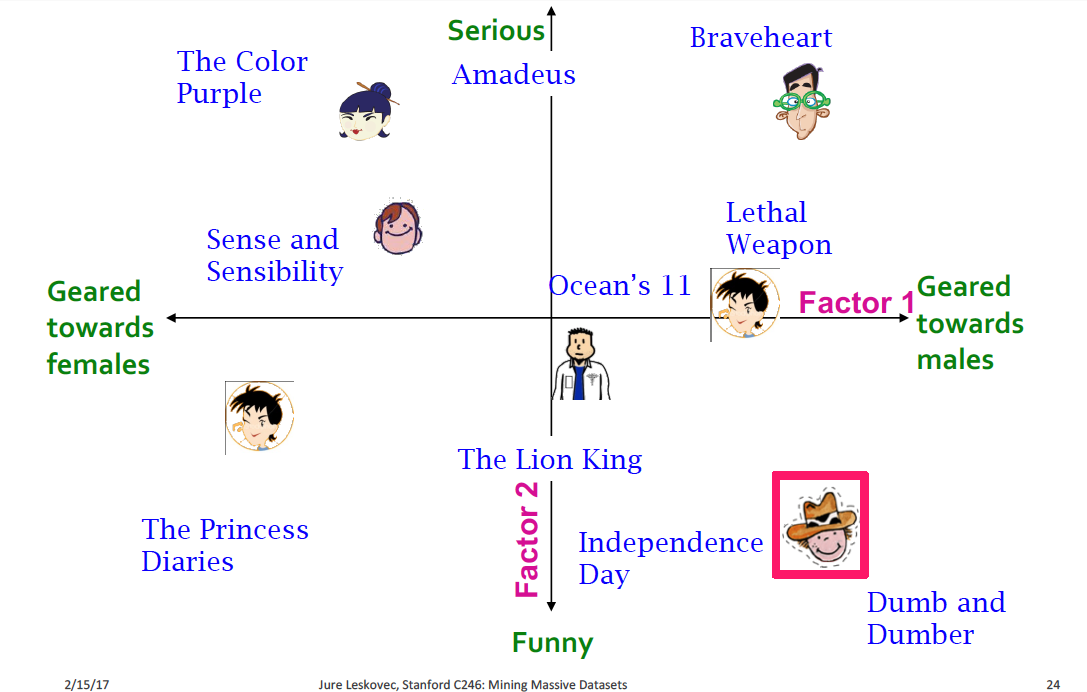 Serious
Braveheart
The Color
Purple
Amadeus
Lethal
Weapon
Sense and
Sensibility
Ocean's 11
Geared
towards
females
Factor 1
Geared
towards
males
The Lion King
Factor 2
The Princess
Diaries
Independence
Day
Dumb and
Dumber
Funny
2/15/17
Jure Leskovec, Stanford C246: Mining Massive Datasets
24